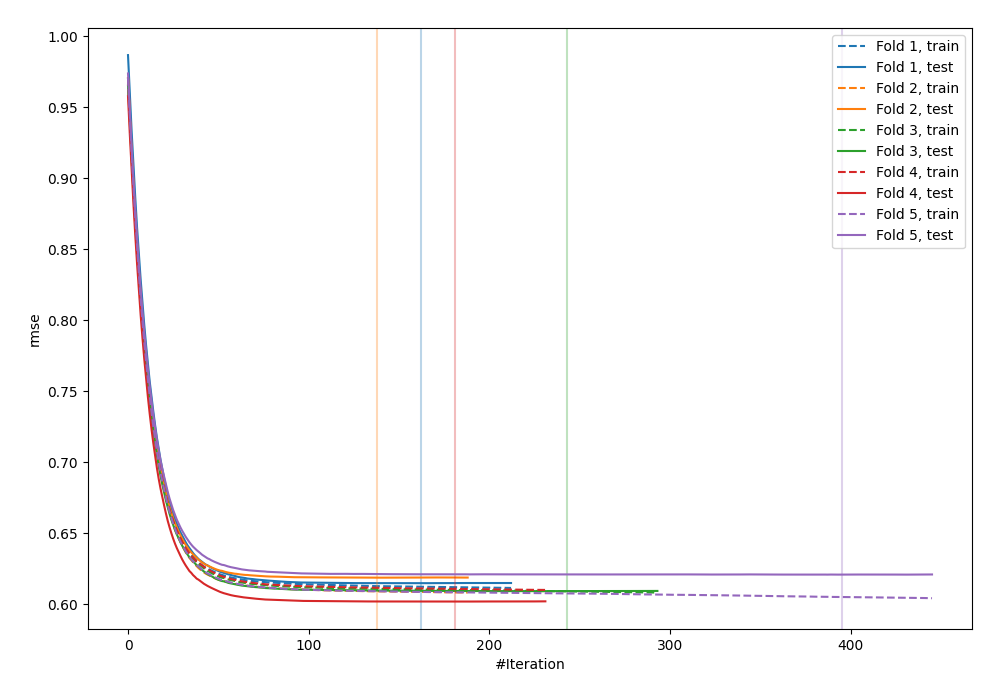 1.00
0.95
0.90
0.85
0.80
0.75
0.70
0.65
0.60
rmse
0
100
200
300
400
#Iteration
Fold 1, train
Fold 1, test
Fold 2, train
Fold 2, test
Fold 3, train
Fold 3, test
Fold 4, train
Fold 4, test
Fold 5, train
Fold 5, test